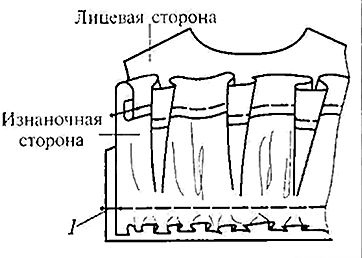 Лицевая сторона
Изнаночная
сторона
1